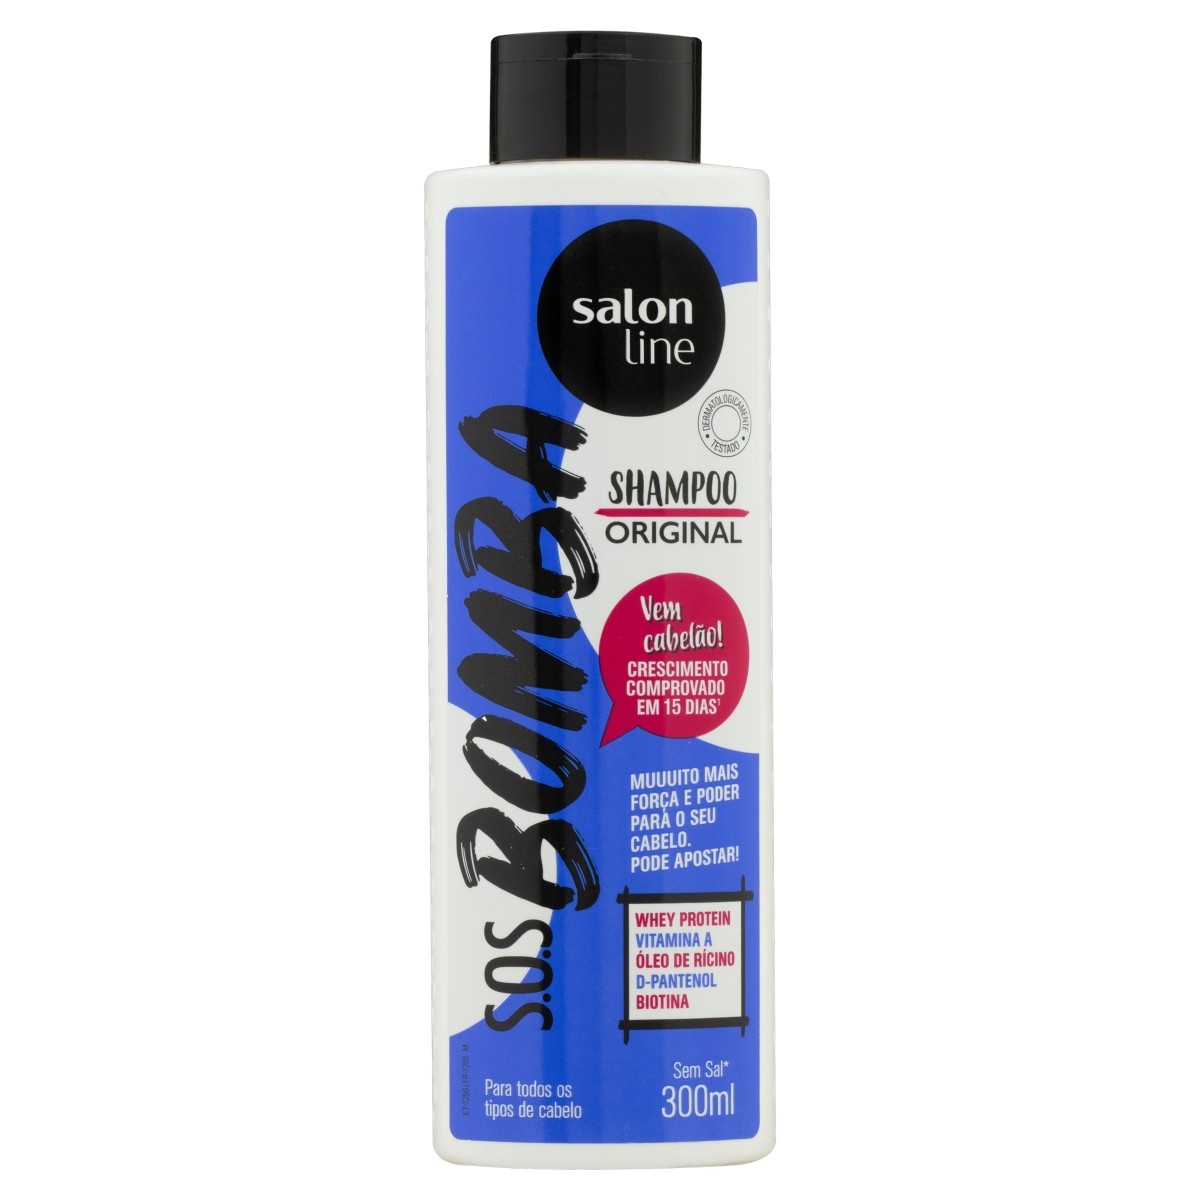 salon
line
DERMATOLOGICAMENTE
TESTADO
SHAMPOO
ORIGINAL
S.O.S BOMBA
Vem
cabelão!
CRESCIMENTO
COMPROVADO
EM 15 DIAS¹
MUUUITO MAIS
FORÇA E PODER
PARA O SEU
CABELO.
PODE APOSTAR!
WHEY PROTEIN
VITAMINA A
ÓLEO DE RÍCINO
D-PANTENOL
BIOTINA
Para todos os
tipos de cabelo
Sem Sal*
300ml